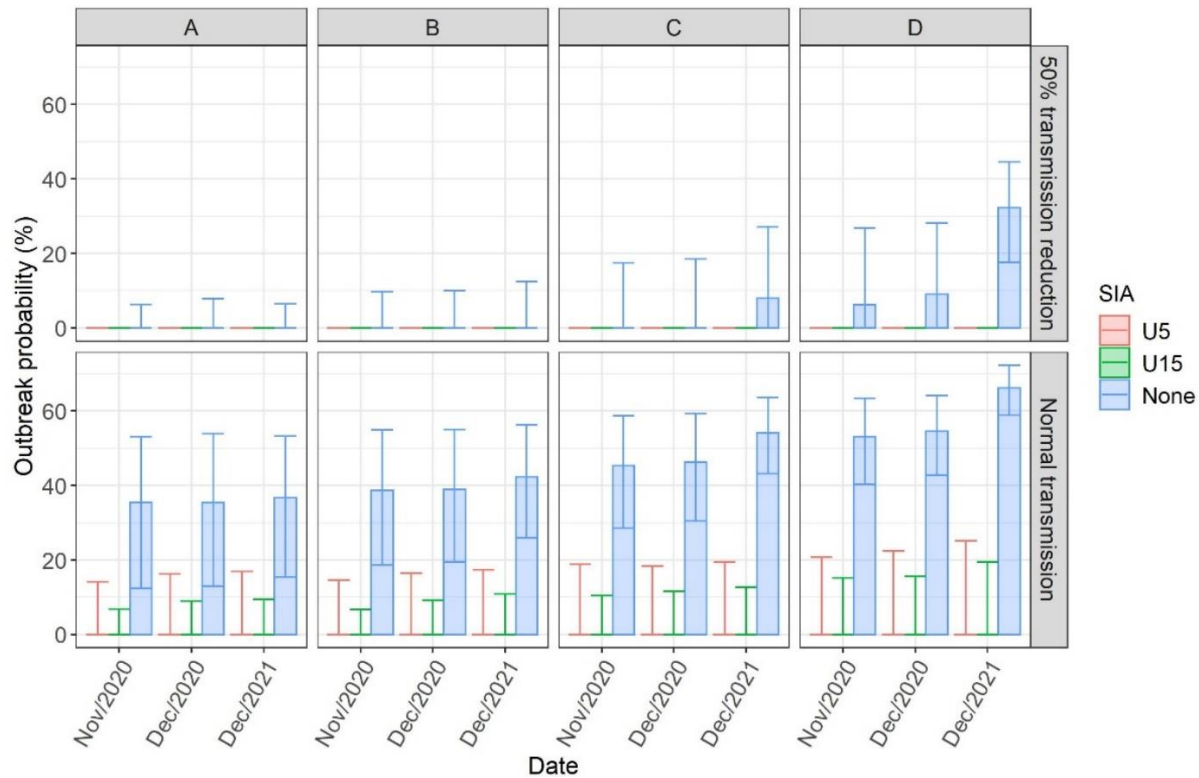 A B C D
60
40
20
0
50% transmission reduction
60
40
20
0
Normal transmission
Outbreak probability (%)
SIA
U5
U15
None
Nov/2020 Dec/2020 Dec/2021 Nov/2020 Dec/2020 Dec/2021 Nov/2020 Dec/2020 Dec/2021 Nov/2020 Dec/2020 Dec/2021
Date